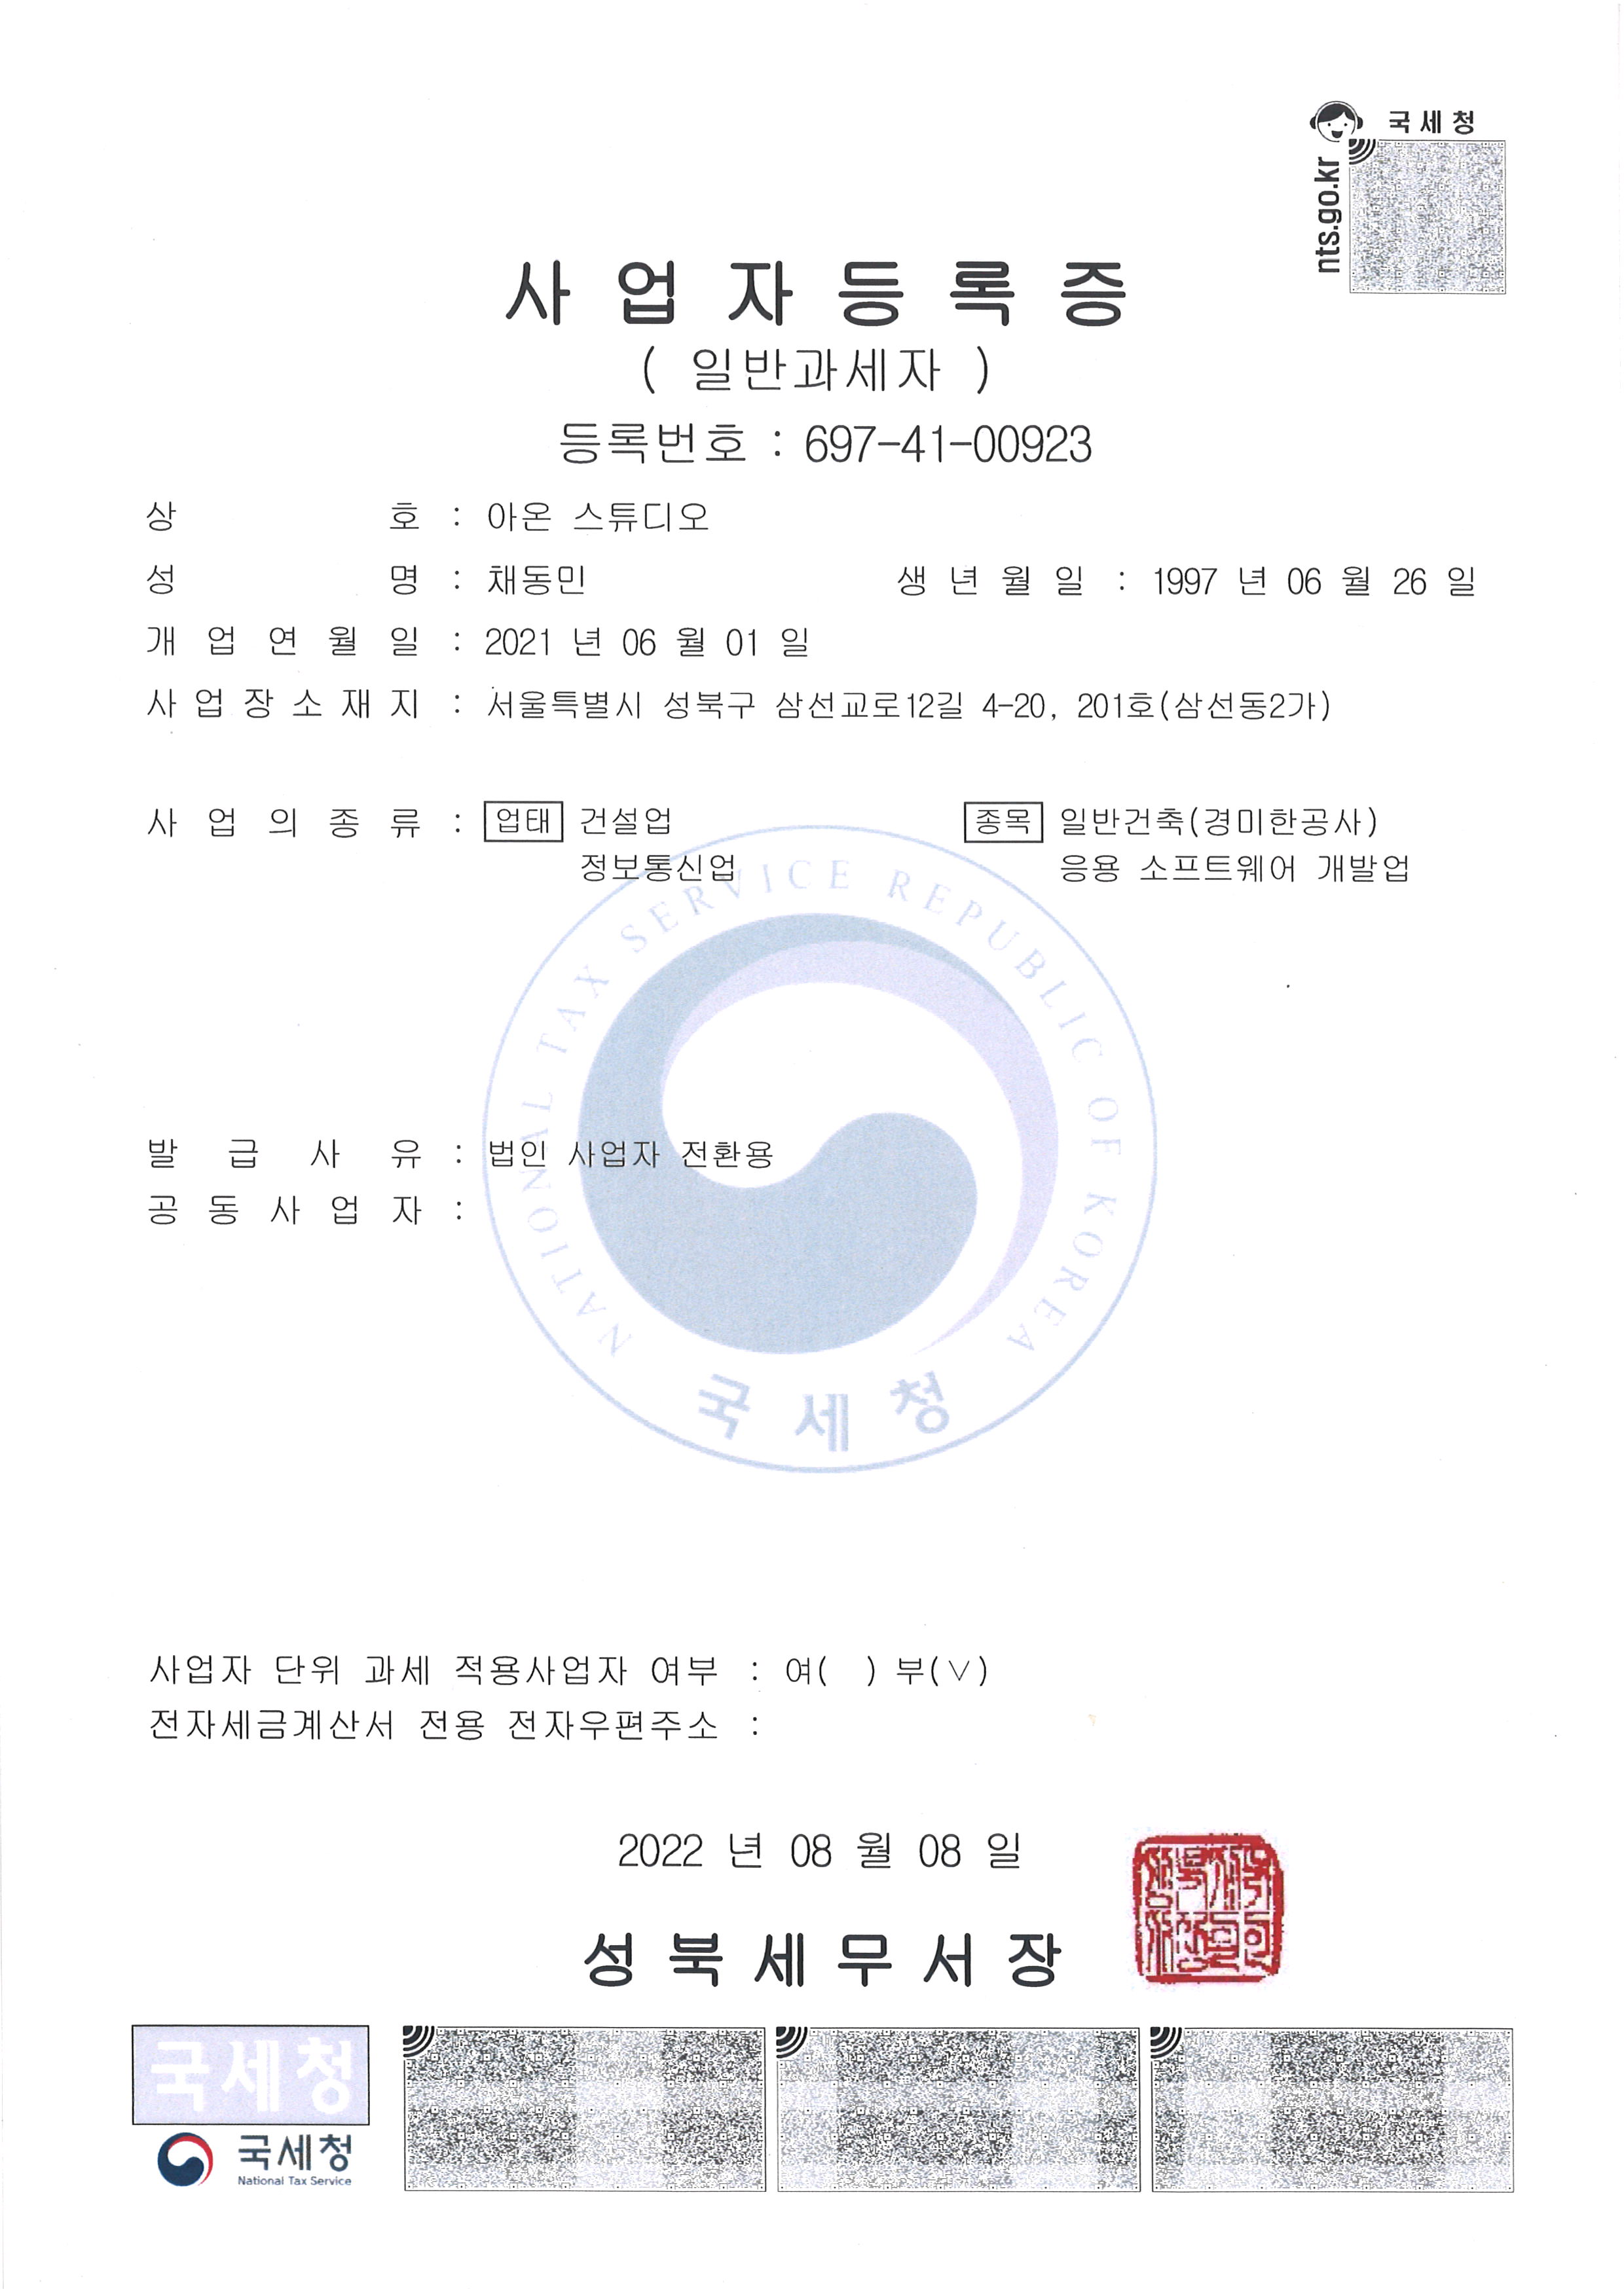 국세청
nts.go.kr
사업자등록증
( 일반과세자 )
등록번호 : 697-41-00923
상 호 : 아온 스튜디오
성 명 : 채동민 생 년 월 일 : 1997 년 06 월 26 일
개 업 연 월 일 : 2021 년 06 월 01 일
사 업 장 소 재 지 : 서울특별시 성북구 삼선교로12길 4-20, 201호(삼선동2가)
사 업 의 종 류 : 업태 건설업 종목 일반건축(경미한공사)
정보통신업 응용 소프트웨어 개발업
NATIONAL TAX SERVICE REPUBLIC OF KOREA
발 급 사 유 : 법인 사업자 전환용
공 동 사 업 자 :
국세청
사업자 단위 과세 적용사업자 여부 : 여( ) 부(∨)
전자세금계산서 전용 전자우편주소 :
2022 년 08 월 08 일
성 북 세 무 서 장
국세청
국세청
National Tax Service